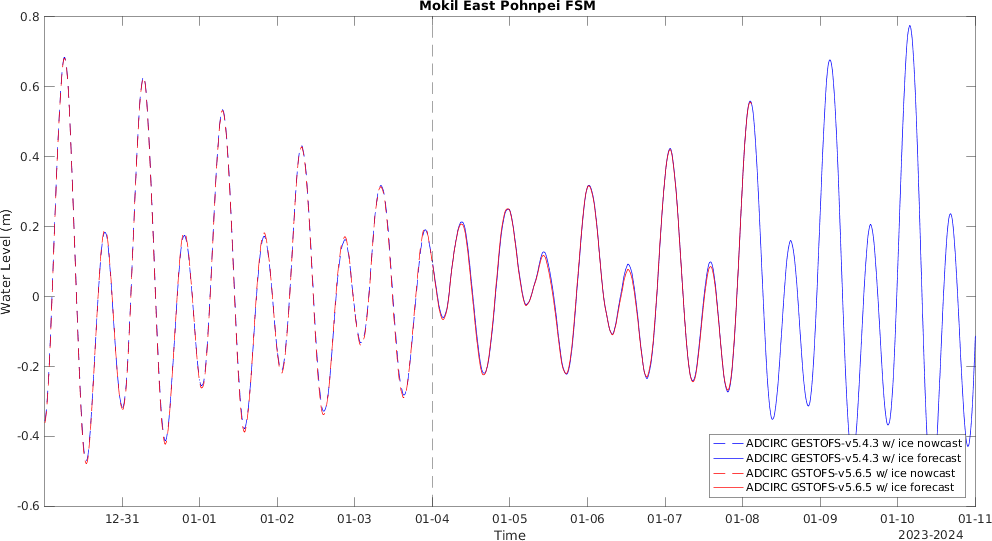 Mokil East Pohnpei FSM
0.8
0.6
0.4
0.2
0
-0.2
-0.4
-0.6
Water Level (m)
ADCIRC GESTOFS-v5.4.3 w/ ice nowcast
ADCIRC GESTOFS-v5.4.3 w/ ice forecast
ADCIRC GSTOFS-v5.6.5 w/ ice nowcast
ADCIRC GSTOFS-v5.6.5 w/ ice forecast
12-31 01-01 01-02 01-03 01-04 01-05 01-06 01-07 01-08 01-09 01-10 01-11
Time
2023-2024